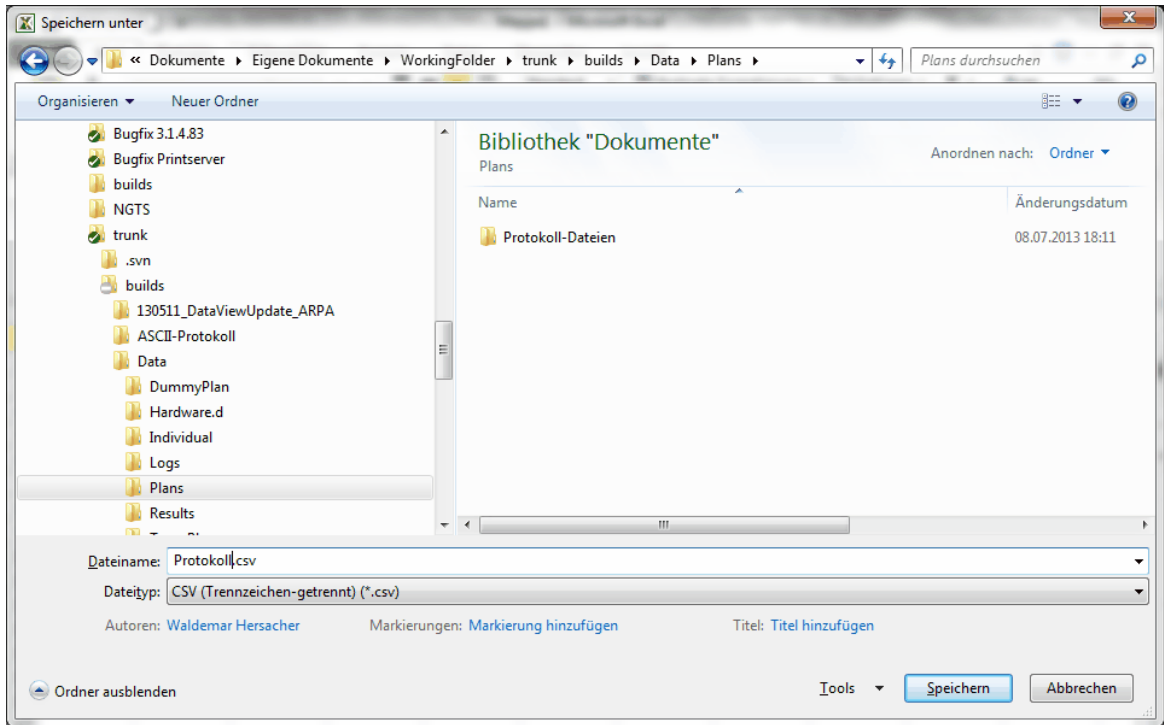 Speichern unter
« Dokumente Eigene Dokumente WorkingFolder trunk builds Data Plans
Plans durchsuchen
Organisieren Neuer Ordner
Bugfix 3.1.4.83
Bugfix Printserver
builds
NGTS
trunk
.svn
builds
130511_DataViewUpdate_ARPA
ASCII-Protokoll
Data
DummyPlan
Hardware.d
Individual
Logs
Plans
Results
Bibliothek "Dokumente"
Plans
Anordnen nach: Ordner
Name Änderungsdatum
Protokoll-Dateien 08.07.2013 18:11
Dateiname: Protokoll.csv
Dateityp: CSV (Trennzeichen-getrennt) (*.csv)
Autoren: Waldemar Hersacher Markierungen: Markierung hinzufügen Titel: Titel hinzufügen
Ordner ausblenden Tools Speichern Abbrechen